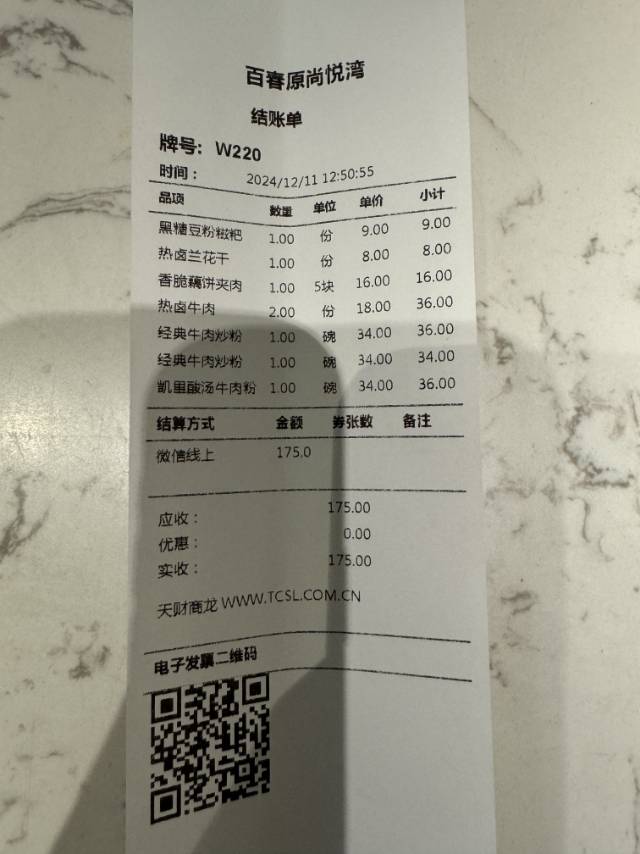 百春原尚悦湾
结账单
牌号: W220
时间： 2024/12/11 12:50:55
品项 数量 单位 单价 小计
黑糖豆粉糍粑 1.00 份 9.00 9.00
热卤兰花干 1.00 份 8.00 8.00
香脆藕饼夹肉 1.00 5块 16.00 16.00
热卤牛肉 2.00 份 18.00 36.00
经典牛肉炒粉 1.00 碗 34.00 36.00
经典牛肉炒粉 1.00 碗 34.00 34.00
凯里酸汤牛肉粉 1.00 碗 34.00 36.00
结算方式 金额 券张数 备注
微信线上 175.0
应收： 175.00
优惠： 0.00
实收： 175.00
天财商龙 WWW.TCSL.COM.CN
电子发票二维码